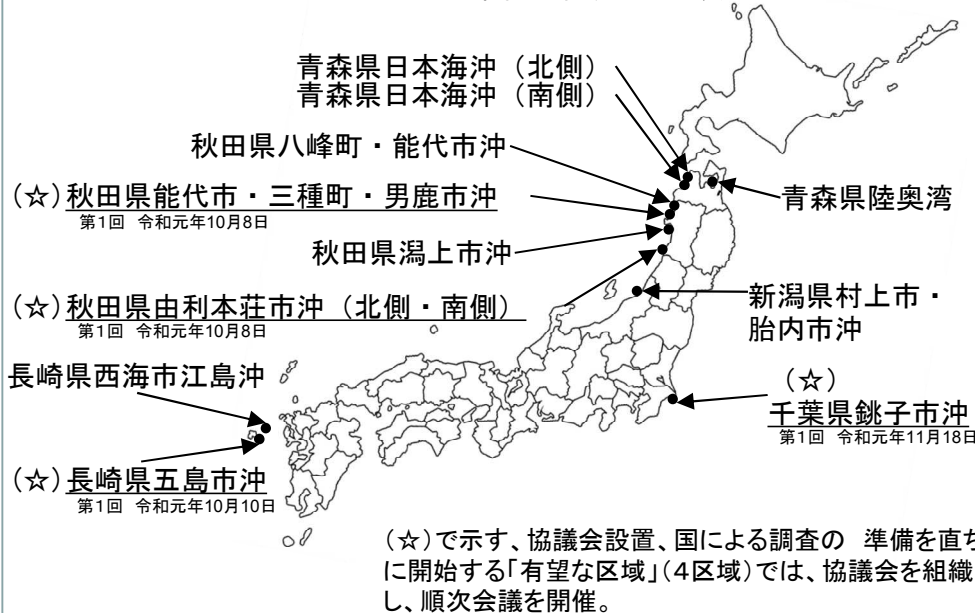 青森県日本海沖（北側）
青森県日本海沖（南側）
秋田県八峰町・能代市沖
（☆）秋田県能代市・三種町・男鹿市沖
第1回 令和元年10月8日
青森県陸奥湾
秋田県潟上市沖
（☆）秋田県由利本荘市沖（北側・南側）
第1回 令和元年10月8日
新潟県村上市・
胎内市沖
長崎県西海市江島沖
（☆）
千葉県銚子市沖
第1回 令和元年11月18日
（☆）長崎県五島市沖
第1回 令和元年10月10日
（☆）で示す、協議会設置、国による調査の 準備を直ち
に開始する「有望な区域」（４区域）では、協議会を組織
し、順次会議を開催。